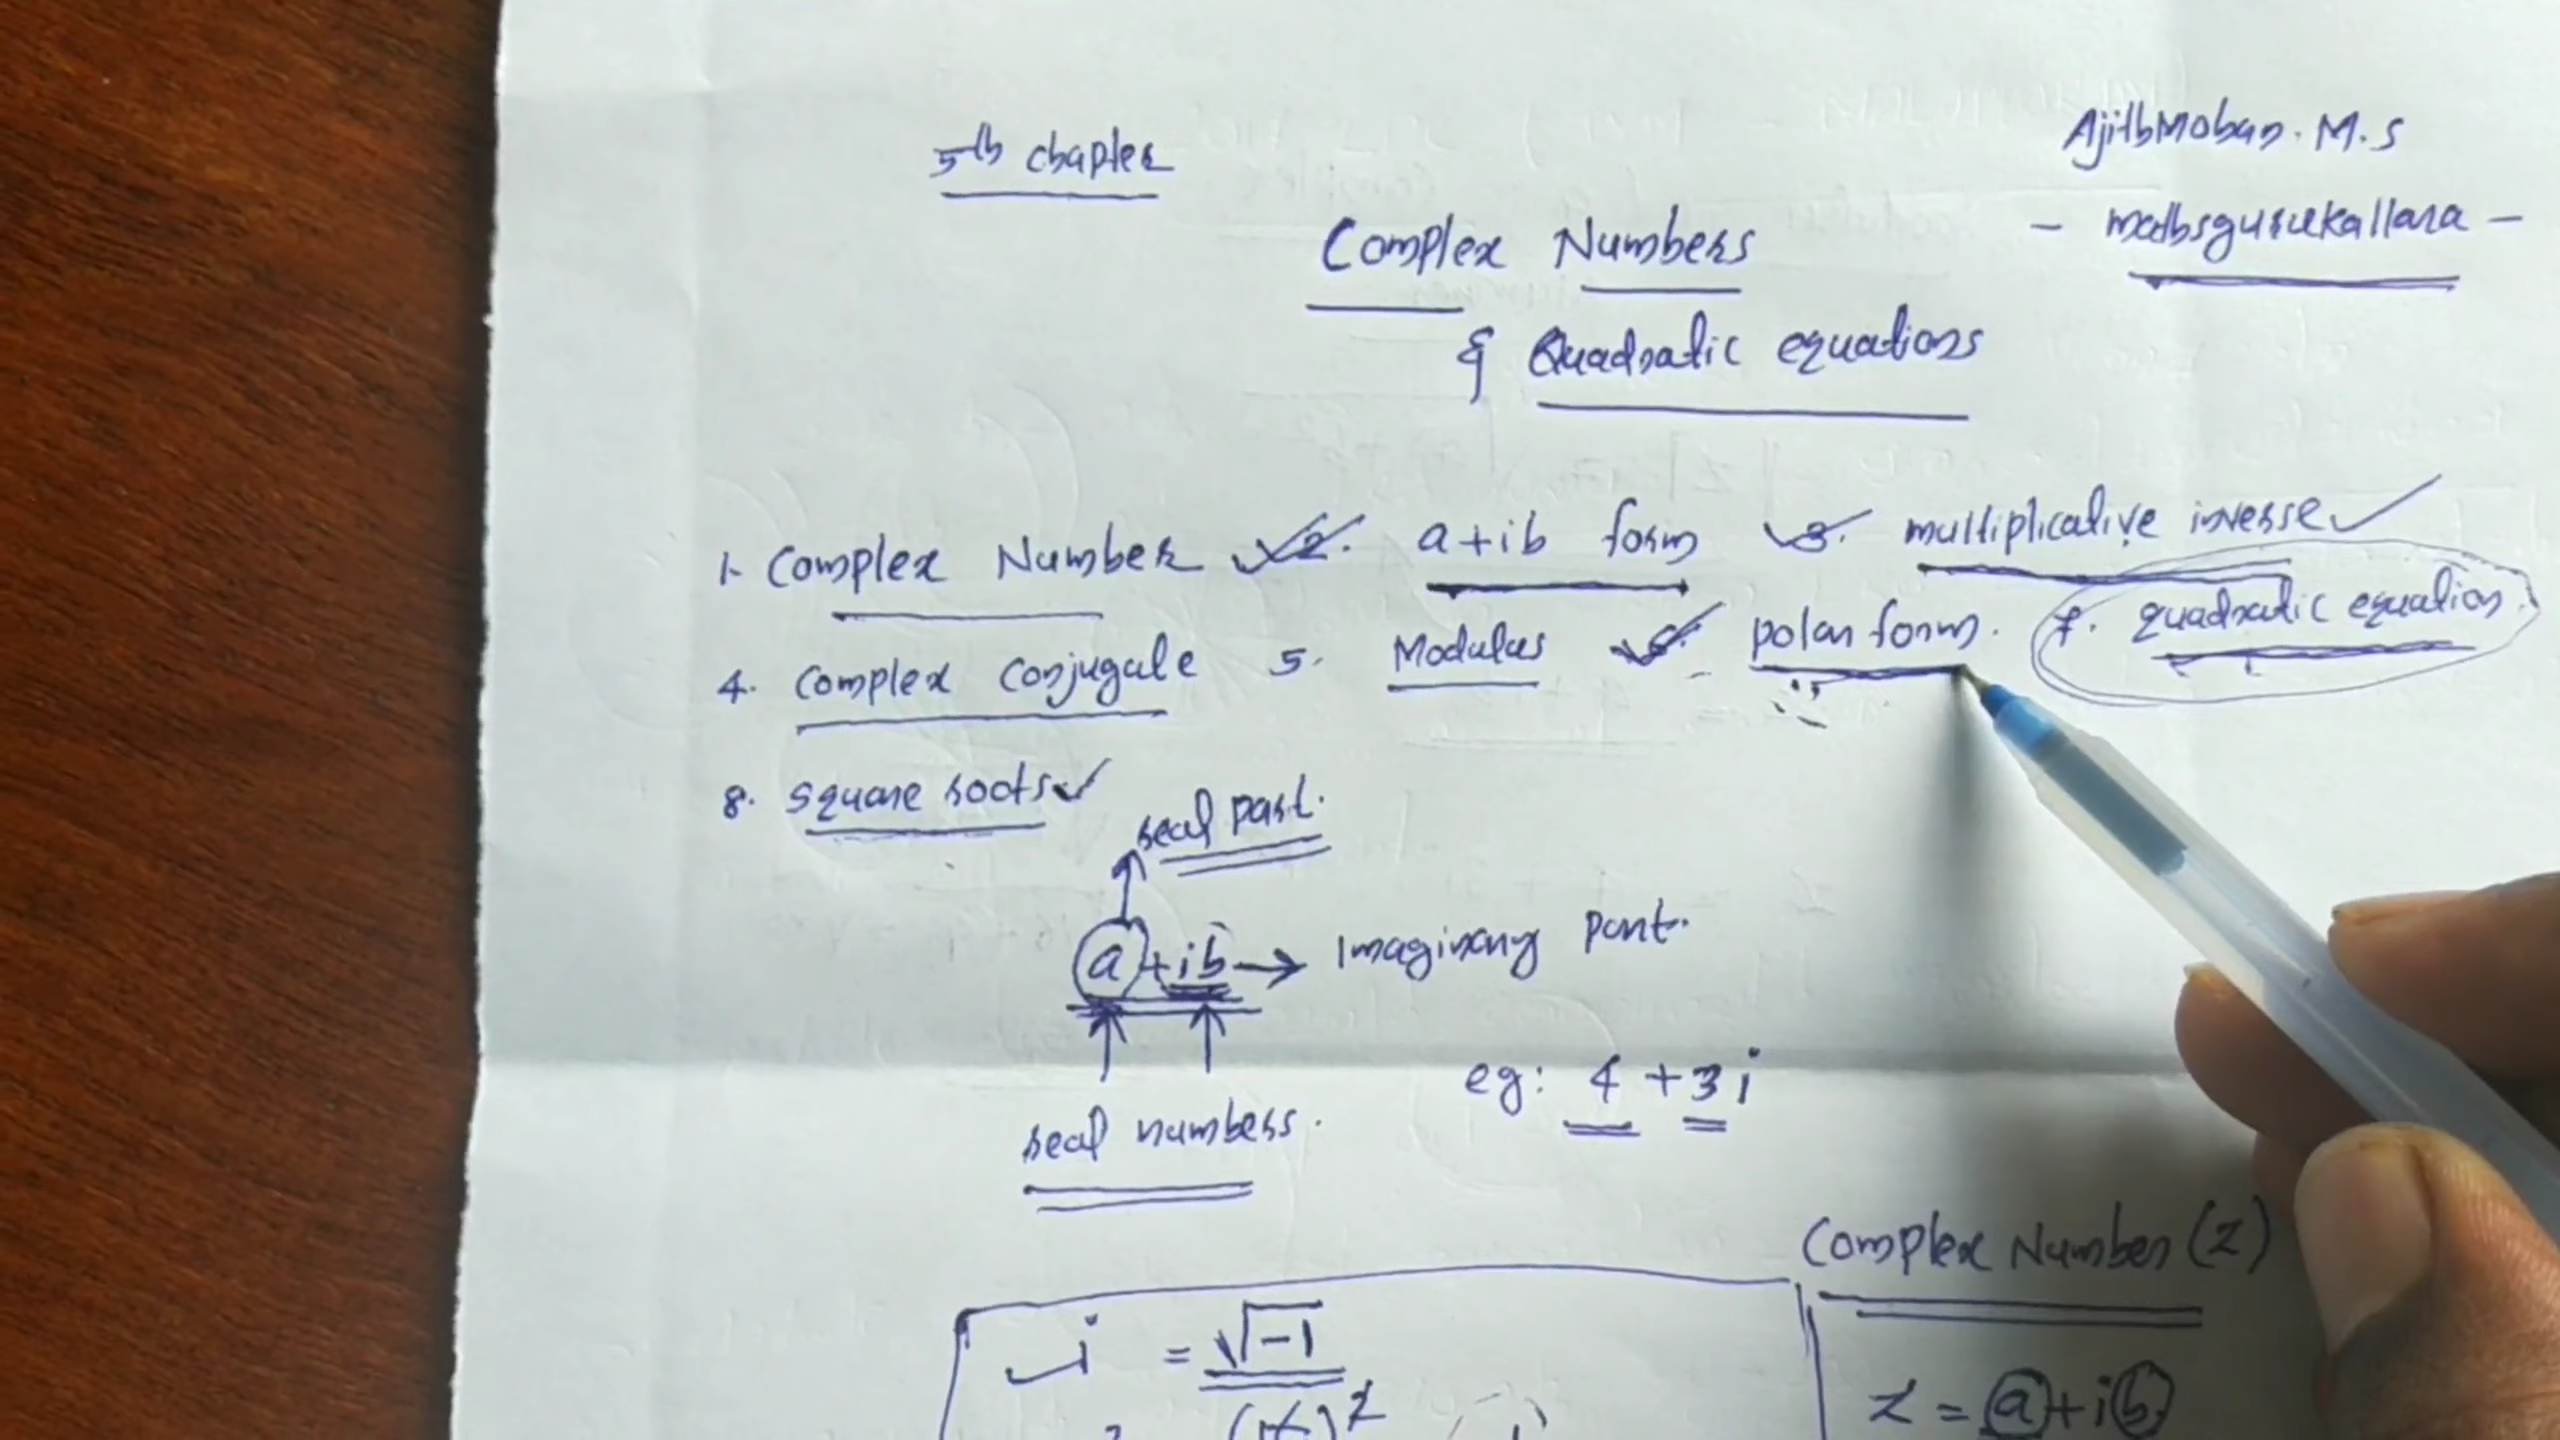 5th chapter
AjithMohan. M.S
- mathsgurukallara -
Complex Numbers
& Quadratic equations
1. Complex Number ✓ 2. a+ib form ✓ 3. multiplicative inverse ✓
4. Complex Conjugate 5. Modulus ✓ 6. polar form. 7. quadratic equation.
8. square roots ✓
real part.
a+ib → Imaginary part.
real numbers.
eg: 4 + 3i
Complex Number (Z)
i = √-1
Z = a+ib